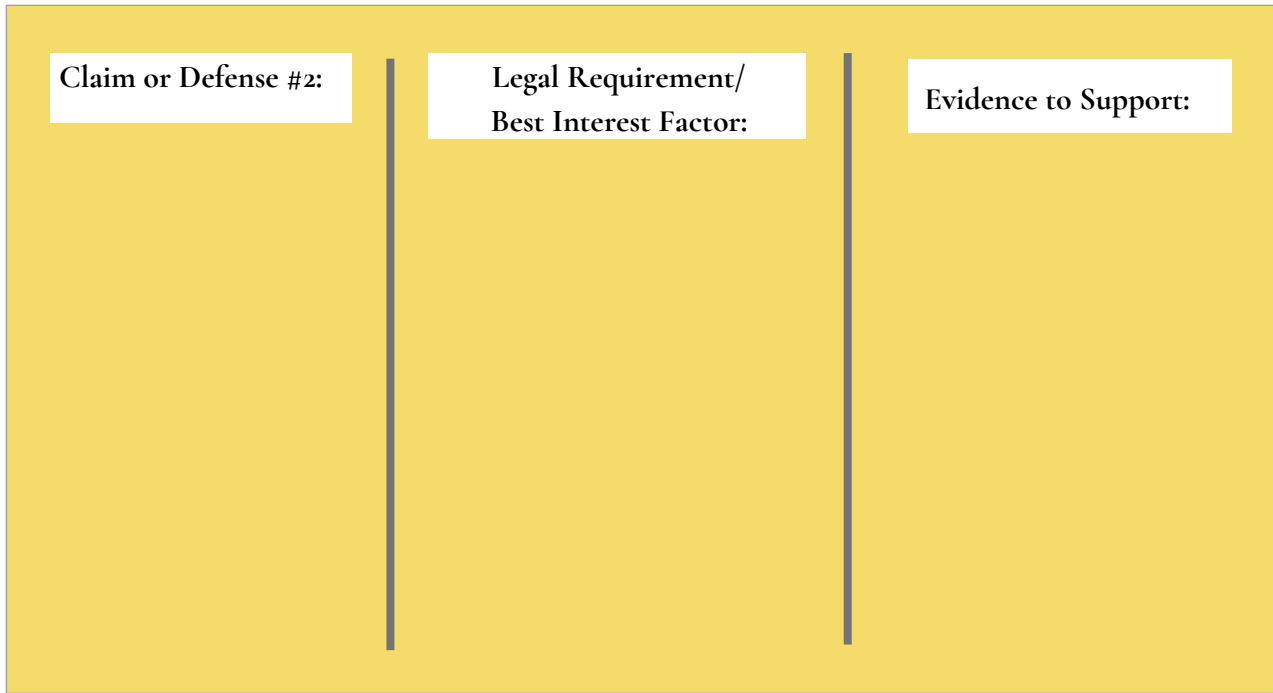 Claim or Defense #2:
Legal Requirement/
Best Interest Factor:
Evidence to Support: